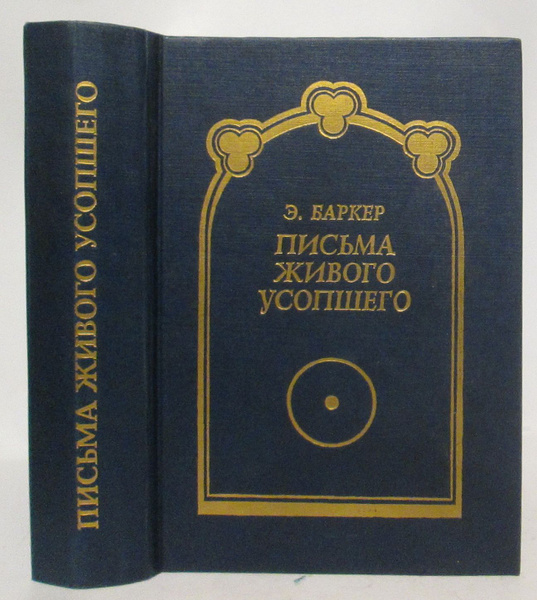 ПИСЬМА ЖИВОГО УСОПШЕГО
Э. БАРКЕР
ПИСЬМА
ЖИВОГО
УСОПШЕГО